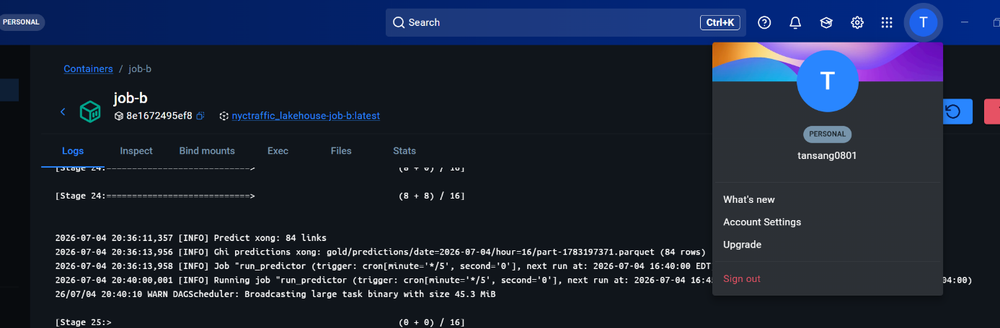 PERSONAL
Search
Ctrl+K
T
Containers / job-b
T
job-b
8e1672495ef8
nyctraffic_lakehouse-job-b:latest
PERSONAL
tansang0801
Logs
Inspect
Bind mounts
Exec
Files
Stats
[Stage 24:============================> (8 + 0) / 16]
[Stage 24:============================> (8 + 8) / 16]
2026-07-04 20:36:11,357 [INFO] Predict xong: 84 links
2026-07-04 20:36:13,956 [INFO] Ghi predictions xong: gold/predictions/date=2026-07-04/hour=16/part-1783197371.parquet (84 rows)
2026-07-04 20:36:13,958 [INFO] Job "run_predictor (trigger: cron[minute='*/5', second='0'], next run at: 2026-07-04 16:40:00 EDT
2026-07-04 20:40:00,001 [INFO] Running job "run_predictor (trigger: cron[minute='*/5', second='0'], next run at: 2026-07-04 16:4 04:00)
26/07/04 20:40:10 WARN DAGScheduler: Broadcasting large task binary with size 45.3 MiB
[Stage 25:> (0 + 0) / 16]
What's new
Account Settings
Upgrade
Sign out